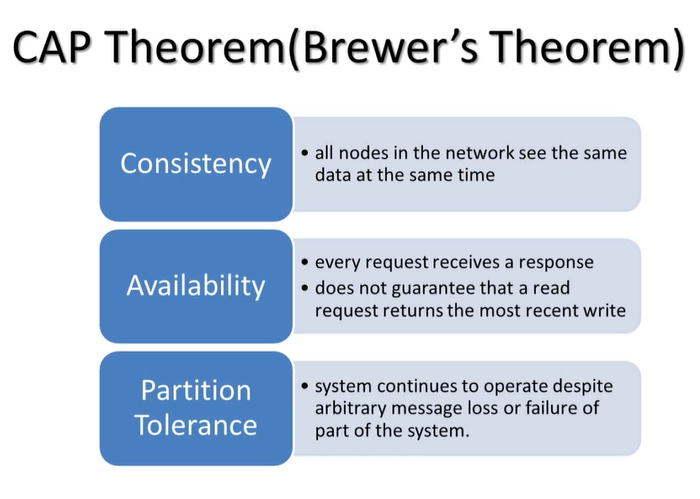 CAP Theorem(Brewer’s Theorem)
Consistency
• all nodes in the network see the same
data at the same time
Availability
• every request receives a response
• does not guarantee that a read
request returns the most recent write
Partition
Tolerance
• system continues to operate despite
arbitrary message loss or failure of
part of the system.